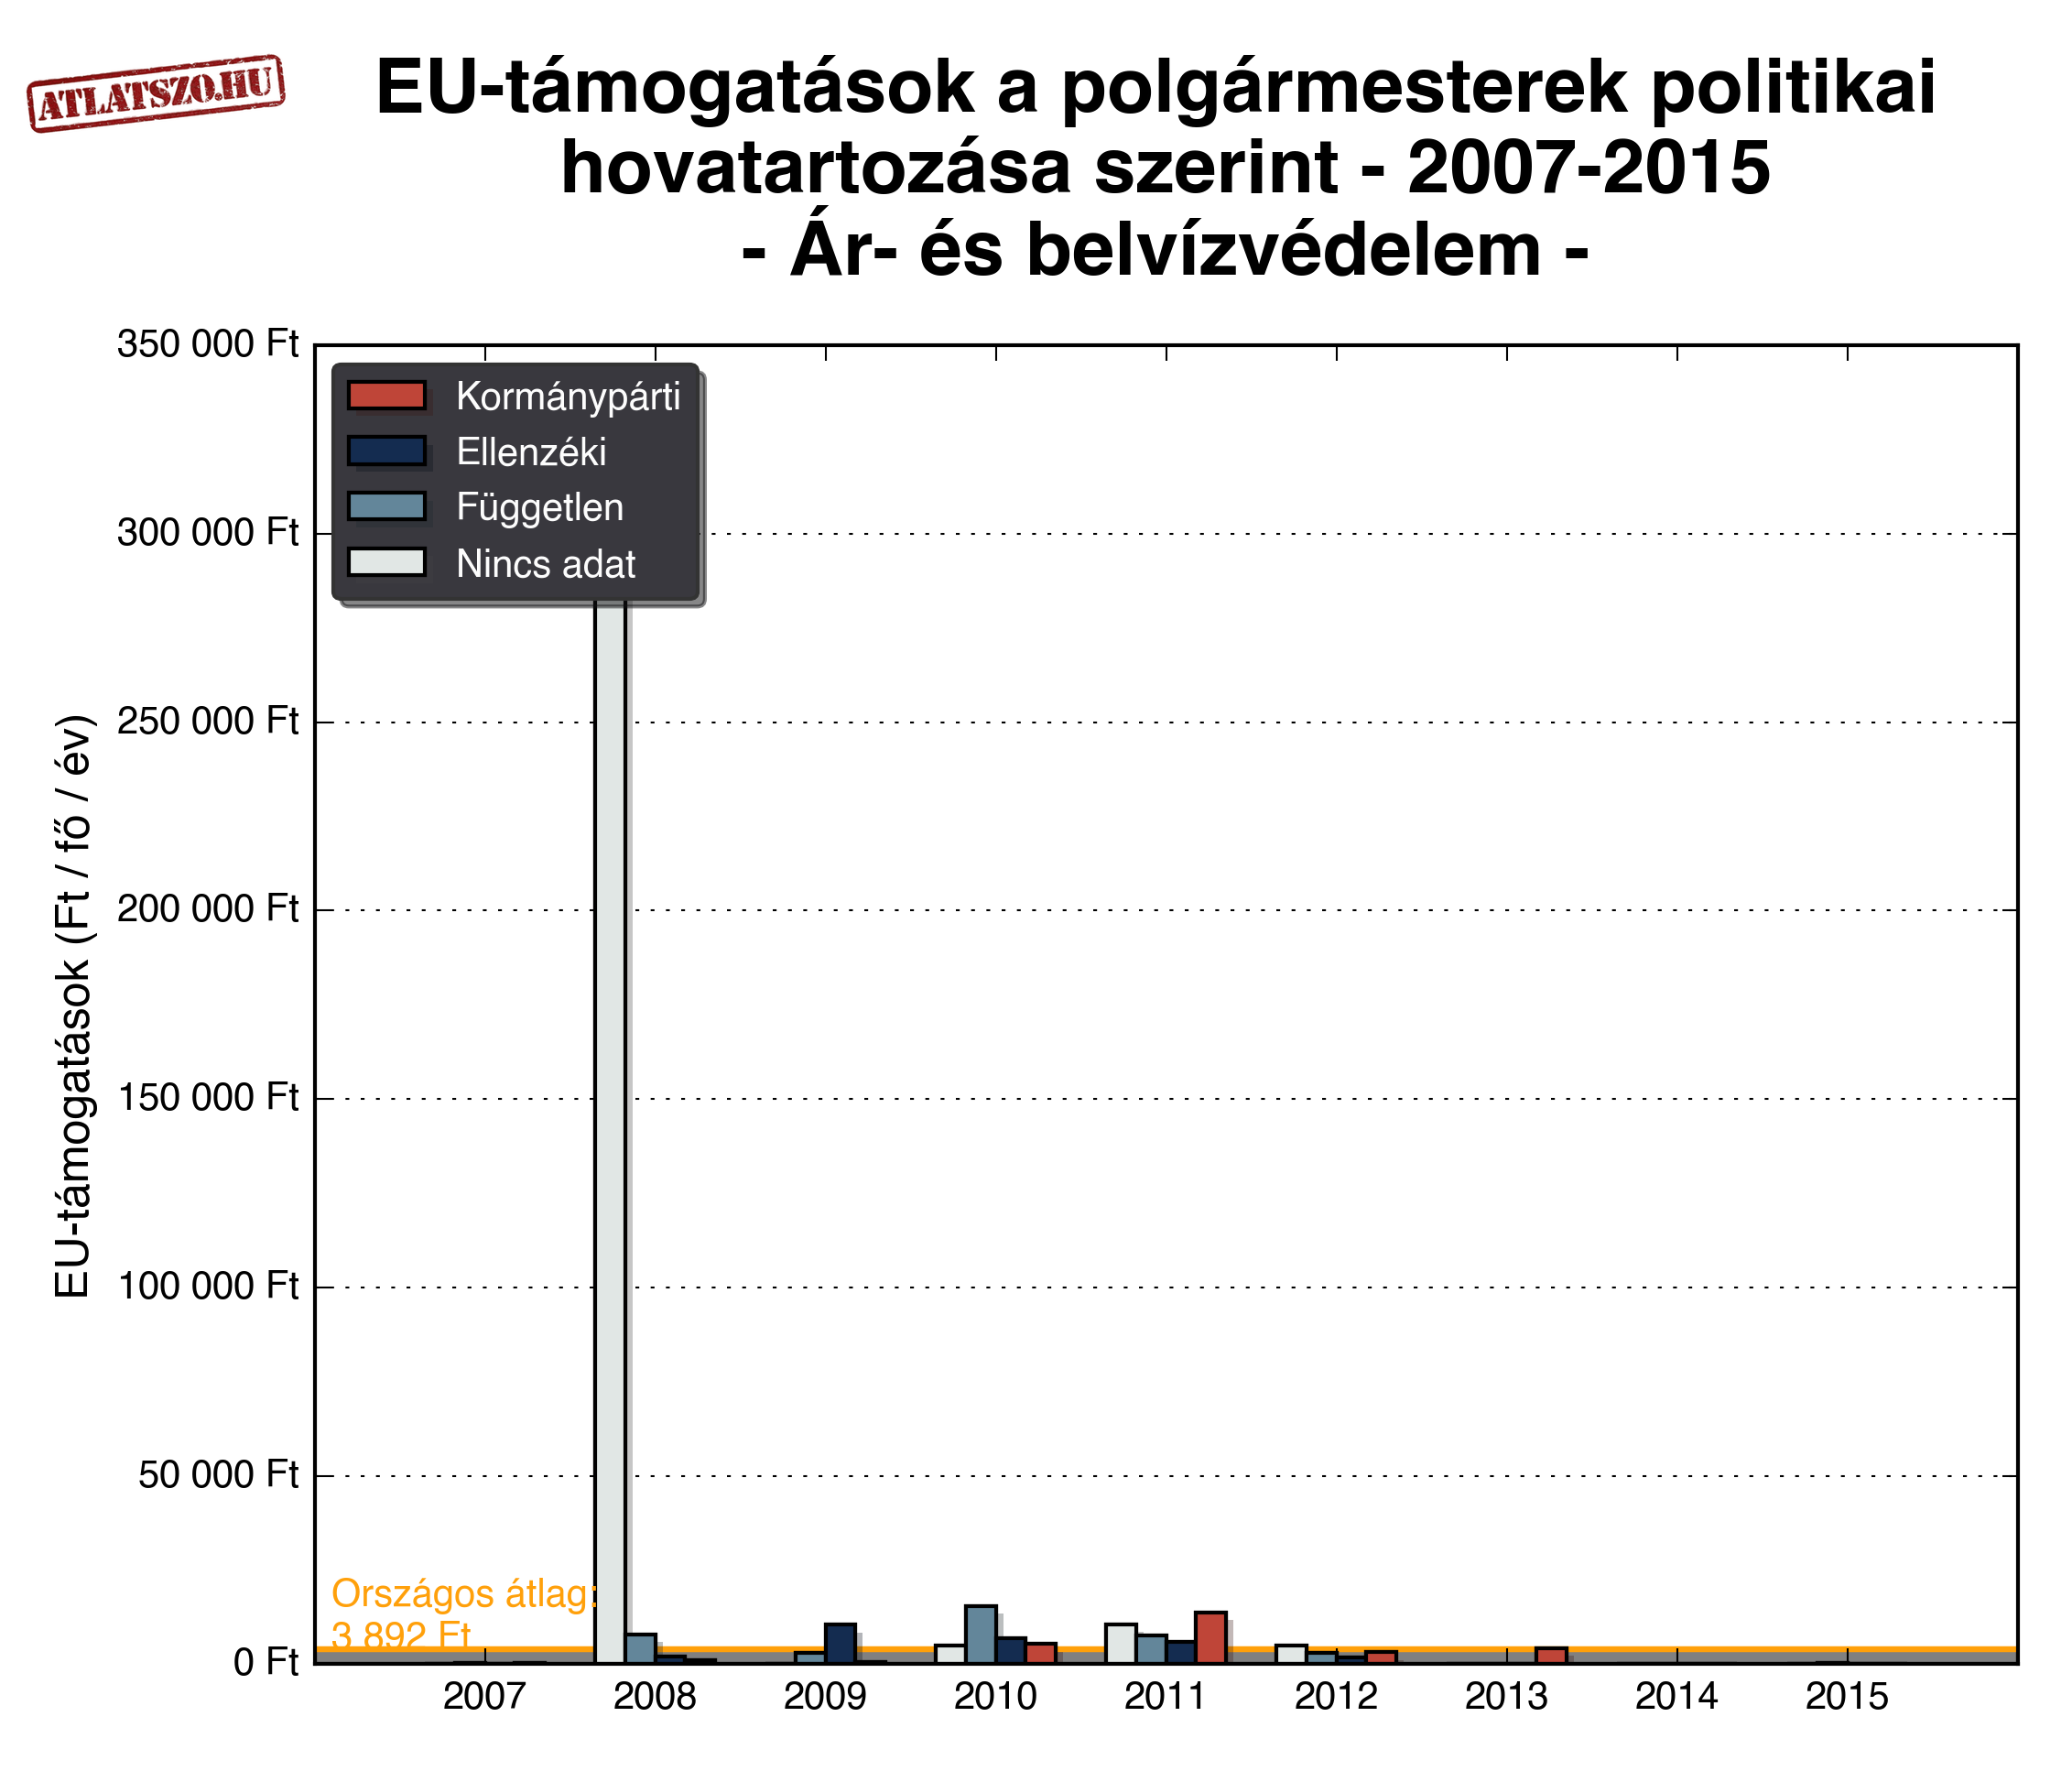 ATLATSZO.HU
EU-támogatások a polgármesterek politikai
hovatartozása szerint - 2007-2015
- Ár- és belvízvédelem -
350 000 Ft
300 000 Ft
250 000 Ft
200 000 Ft
150 000 Ft
100 000 Ft
50 000 Ft
0 Ft
EU-támogatások (Ft / fő / év)
Kormánypárti
Ellenzéki
Független
Nincs adat
Országos átlag:
3 892 Ft
2007 2008 2009 2010 2011 2012 2013 2014 2015